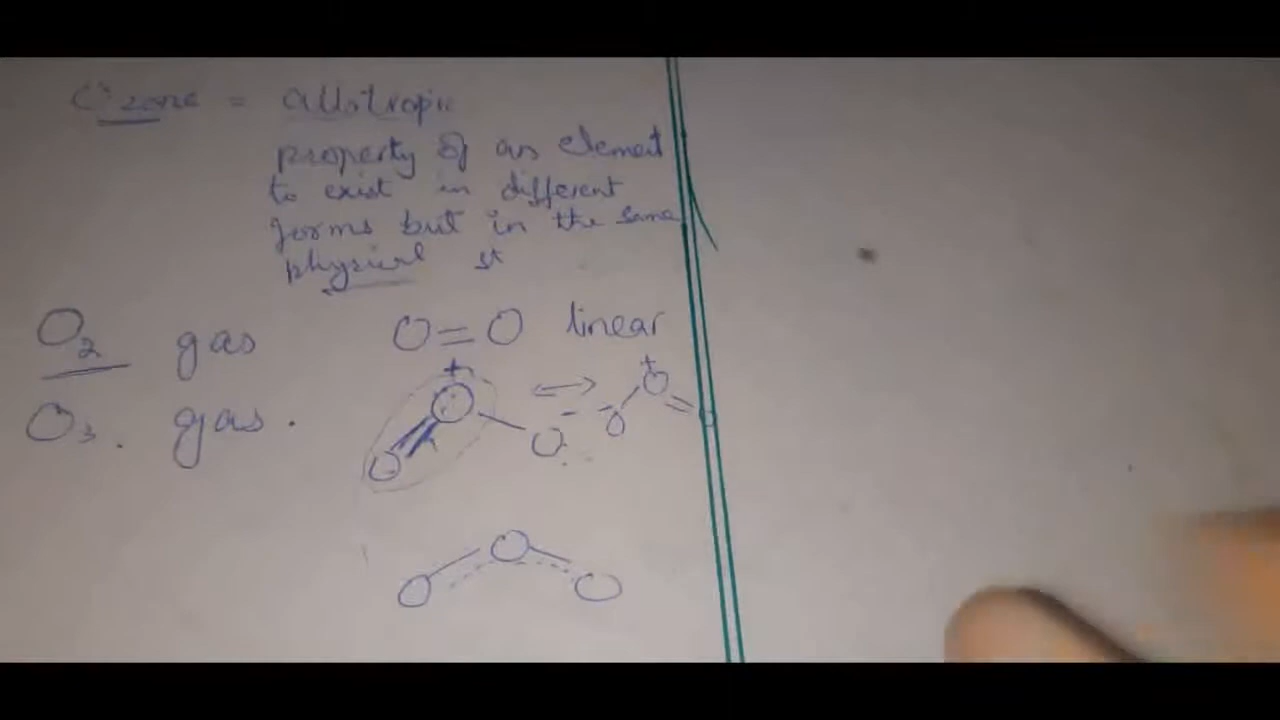 Ozone = allotropic
property of an element
to exist in different
forms but in the same
physical st
O2 gas O=O linear
O3. gas.
+ +
O O O O O O
O O O